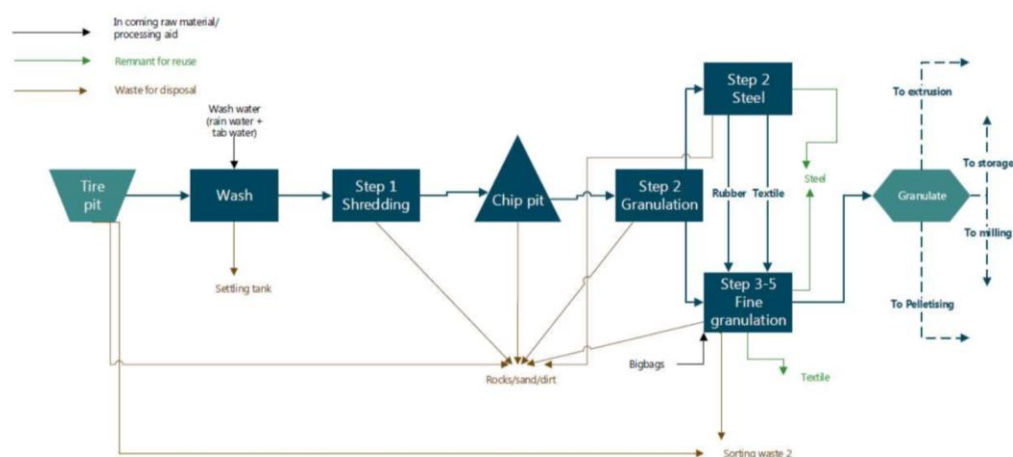 In coming raw material/
processing aid
Remnant for reuse
Waste for disposal
Wash water
(rain water +
tab water)
Tire
pit
Wash
Step 1
Shredding
Chip pit
Step 2
Granulation
Step 2
Steel
Rubber
Textile
Steel
Step 3-5
Fine
granulation
Granulate
To extrusion
To storage
To milling
To Pelletising
Settling tank
Rocks/sand/dirt
Bigbags
Textile
Sorting waste 2